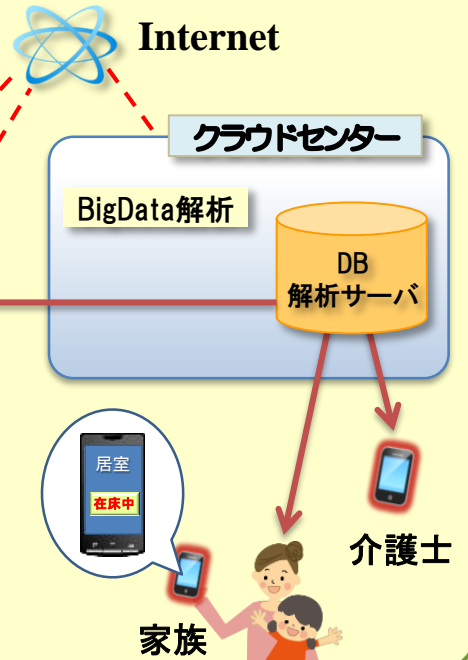 Internet
クラウドセンター
BigData解析
DB
解析サーバ
居室
在床中
介護士
家族